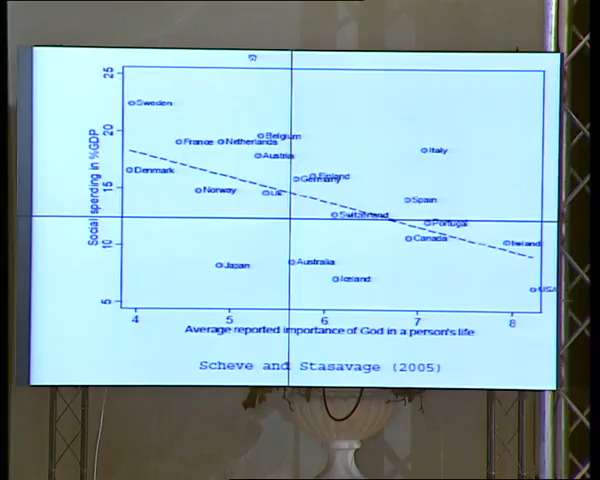 25
Sweden
20
Belgium
France
Netherlands
Italy
Austria
Denmark
Finland
Germany
15
Norway
UK
Spain
Switzerland
Portugal
Canada
Ireland
10
Japan
Australia
Iceland
USA
5
Social spending in %GDP
4 5 6 7 8
Average reported importance of God in a person's life
Scheve and Stasavage (2005)